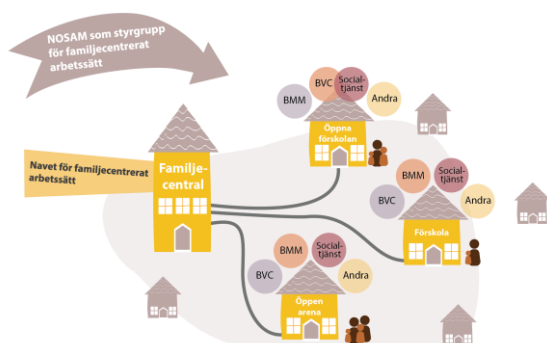 NOSAM som styrgrupp
för familjecentrerat
arbetssätt
Navet för familjecentrerat
arbetssätt
Familje-
central
BMM
BVC
Social-
tjänst
Andra
Öppna
förskolan
BVC
BMM
Social-
tjänst
Andra
Förskola
BVC
BMM
Social-
tjänst
Andra
Öppen
arena